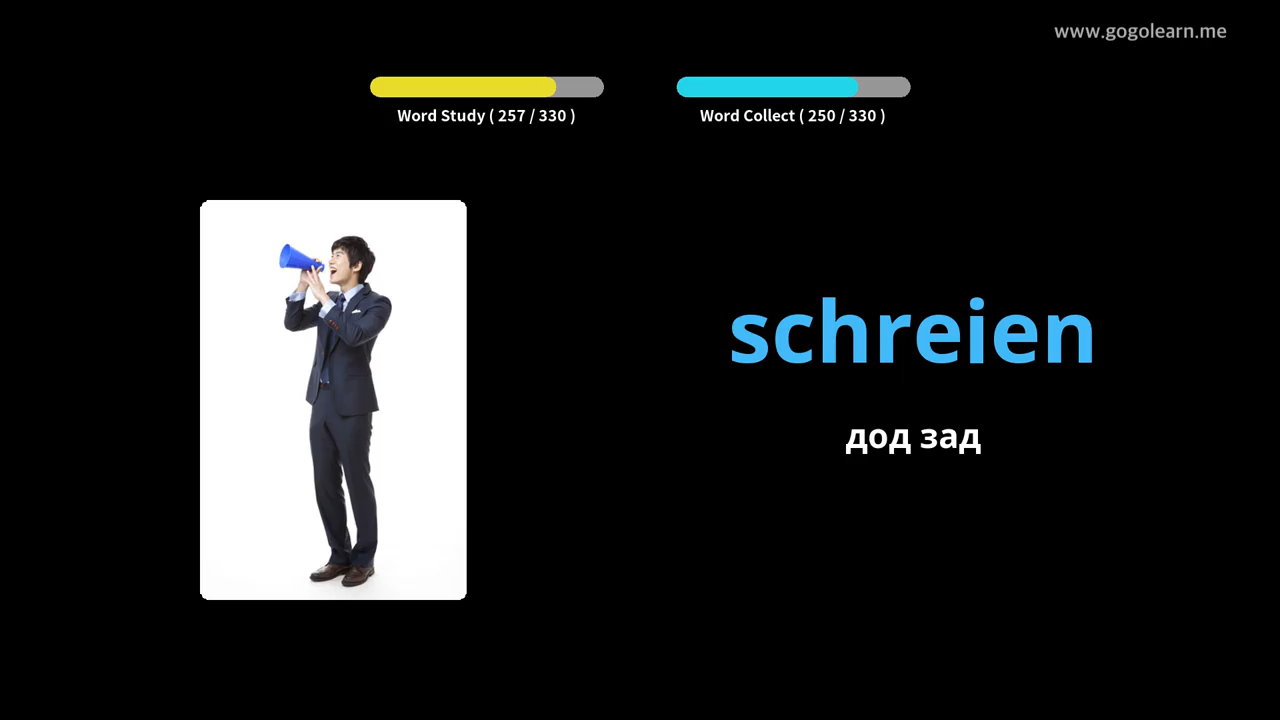 www.gogolearn.me
Word Study ( 257 / 330 )
Word Collect ( 250 / 330 )
schreien
дод зад